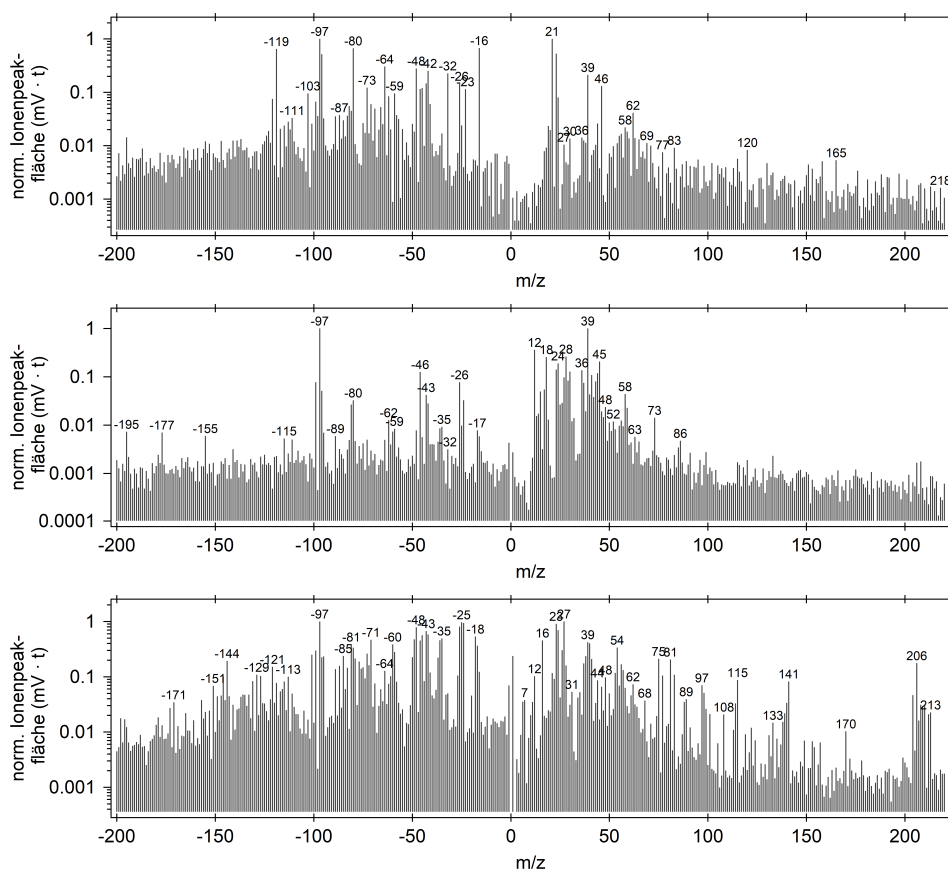 norm. Ionenpeak-
fläche (mV · t)
1
0.1
0.01
0.001
-119 -111 -103 -97 -87 -80 -73 -64 -59 -48 -42 -32 -26 -23 -16 21 27 30 36 39 46 58 62 69 77 83 120 165 218
-200 -150 -100 -50 0 50 100 150 200
m/z
norm. Ionenpeak-
fläche (mV · t)
1
0.1
0.01
0.001
0.0001
-195 -177 -155 -115 -97 -89 -80 -62 -59 -46 -43 -35 -32 -26 -17 12 18 24 28 36 39 45 48 52 58 63 73 86
-200 -150 -100 -50 0 50 100 150 200
m/z
norm. Ionenpeak-
fläche (mV · t)
1
0.1
0.01
0.001
-171 -151 -144 -129 -121 -113 -97 -85 -81 -71 -64 -60 -48 -43 -35 -25 -18 7 12 16 23 27 31 39 44 48 54 62 68 75 81 89 97 108 115 133 141 170 206 213
-200 -150 -100 -50 0 50 100 150 200
m/z